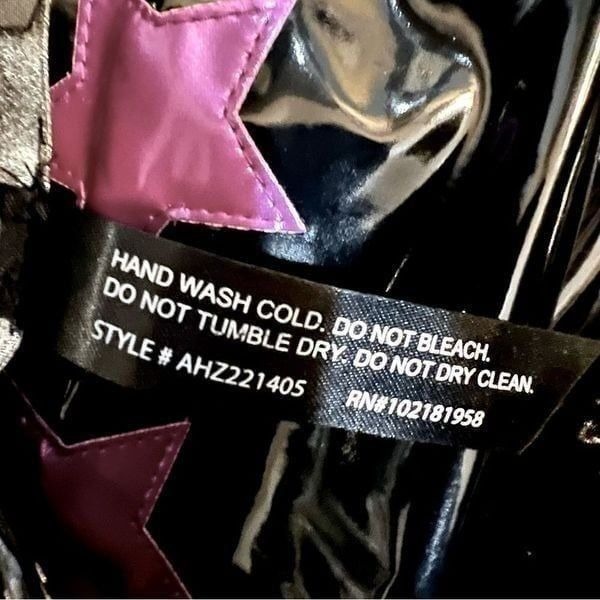 HAND WASH COLD. DO NOT BLEACH.
DO NOT TUMBLE DRY. DO NOT DRY CLEAN.
STYLE # AHZ221405 RN#102181958